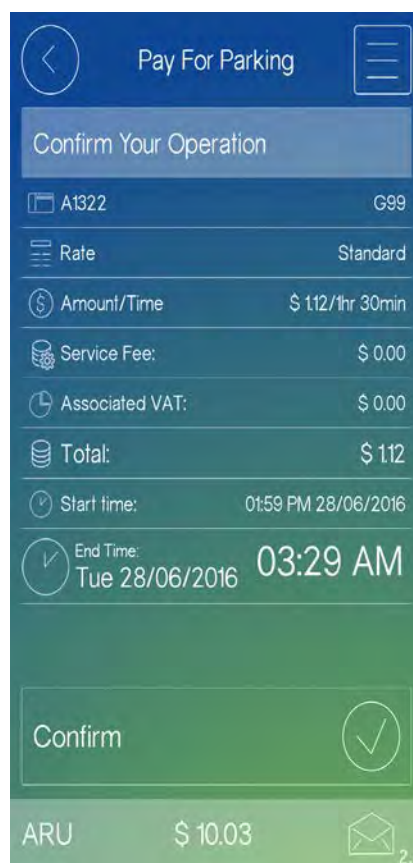 Pay For Parking
Confirm Your Operation
A1322 G99
Rate Standard
Amount/Time $ 1.12/1hr 30min
Service Fee: $ 0.00
Associated VAT: $ 0.00
Total: $ 1.12
Start time: 01:59 PM 28/06/2016
End Time:
Tue 28/06/2016 03:29 AM
Confirm
ARU $ 10.03 2